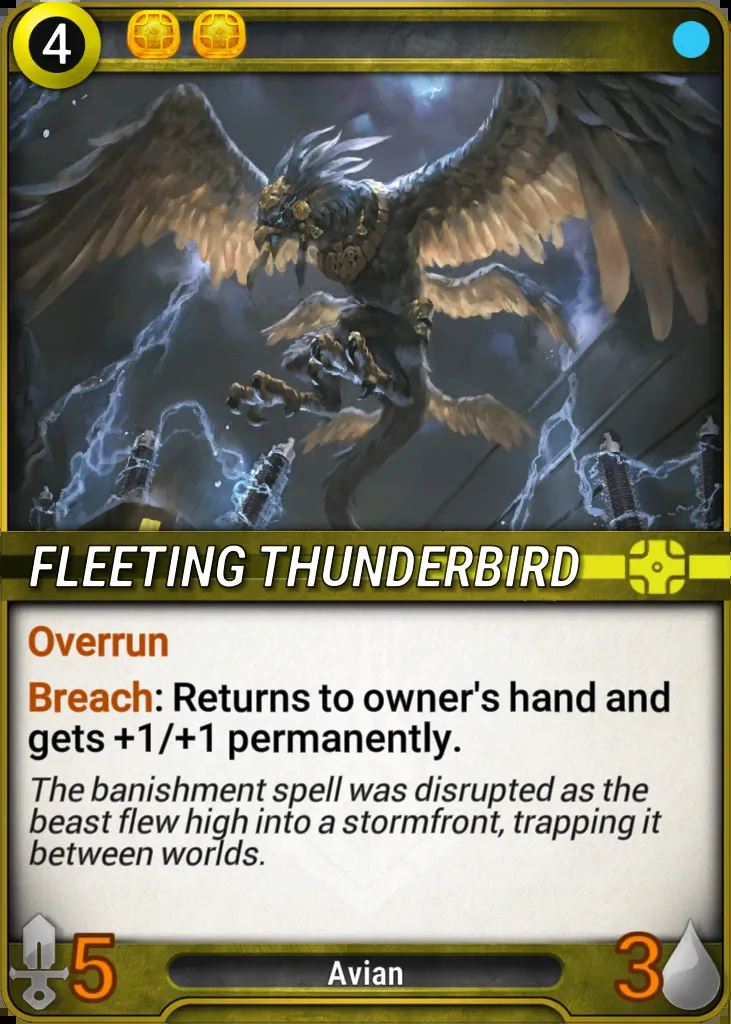 4
FLEETING THUNDERBIRD
Overrun
Breach: Returns to owner's hand and
gets +1/+1 permanently.
The banishment spell was disrupted as the
beast flew high into a stormfront, trapping it
between worlds.
5
Avian
3